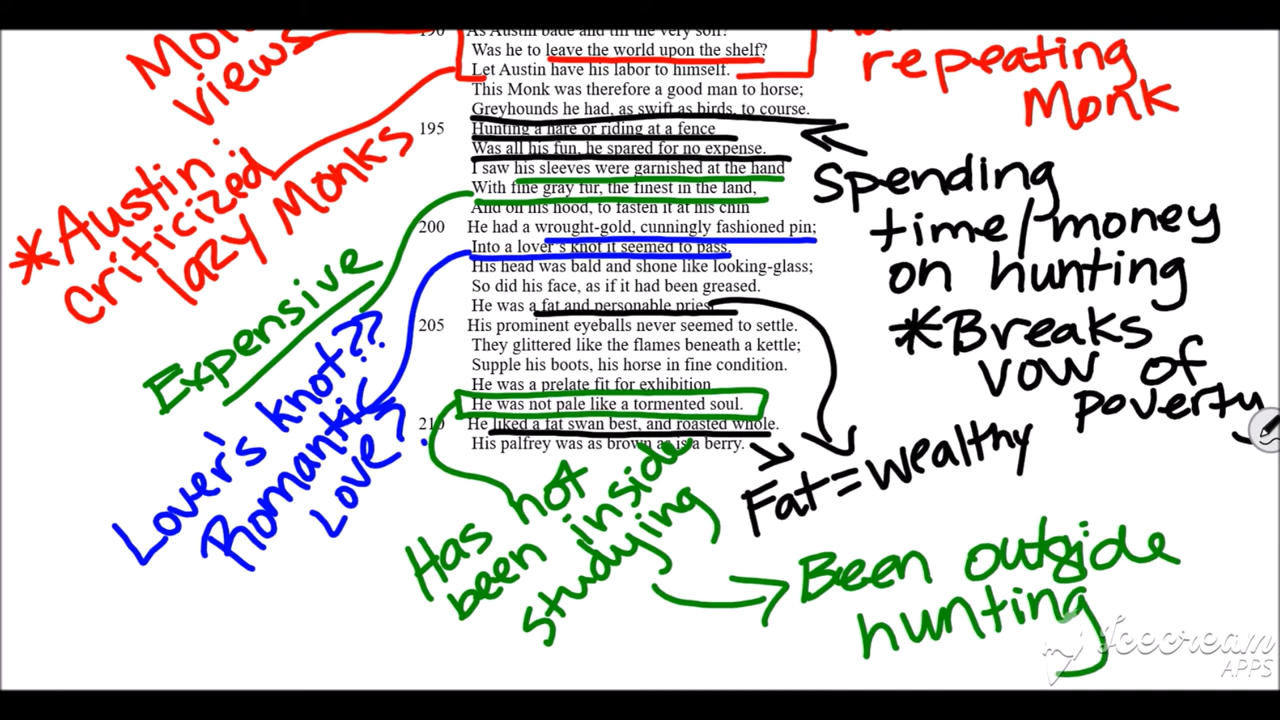 Mon
views
190 As Austin bade and till the very soil?
Was he to leave the world upon the shelf?
Let Austin have his labor to himself.
This Monk was therefore a good man to horse;
Greyhounds he had, as swift as birds, to course.
195 Hunting a hare or riding at a fence
Was all his fun, he spared for no expense.
I saw his sleeves were garnished at the hand
With fine gray fur, the finest in the land,
And on his hood, to fasten it at his chin
200 He had a wrought-gold, cunningly fashioned pin;
Into a lover's knot it seemed to pass.
His head was bald and shone like looking-glass;
So did his face, as if it had been greased.
He was a fat and personable priest
205 His prominent eyeballs never seemed to settle.
They glittered like the flames beneath a kettle;
Supple his boots, his horse in fine condition.
He was a prelate fit for exhibition
He was not pale like a tormented soul.
210 He liked a fat swan best, and roasted whole.
His palfrey was as brown as is a berry.
repeating
Monk
*Austin
criticized
lazy Monks
Expensive
Lover's knot??
Romantic
Love?
Spending
time/money
on hunting
*Breaks
vow of
poverty
Fat = wealthy
Has not
been inside
studying
Been outside
hunting
Icecream
APPS